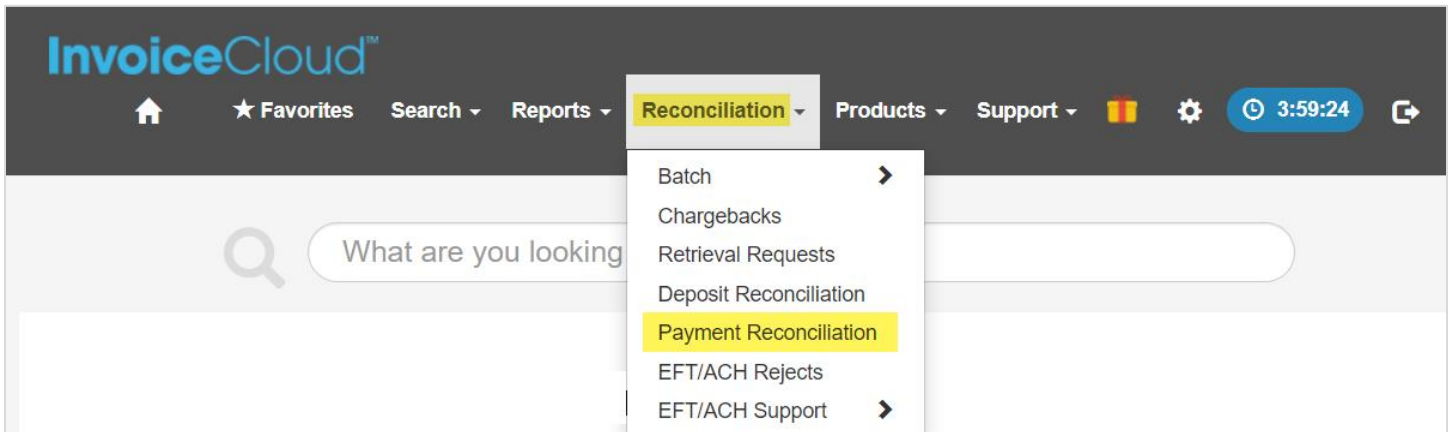 InvoiceCloud™
★ Favorites Search Reports Reconciliation Products Support 3:59:24
Batch
Chargebacks
What are you looking
Retrieval Requests
Deposit Reconciliation
Payment Reconciliation
EFT/ACH Rejects
EFT/ACH Support